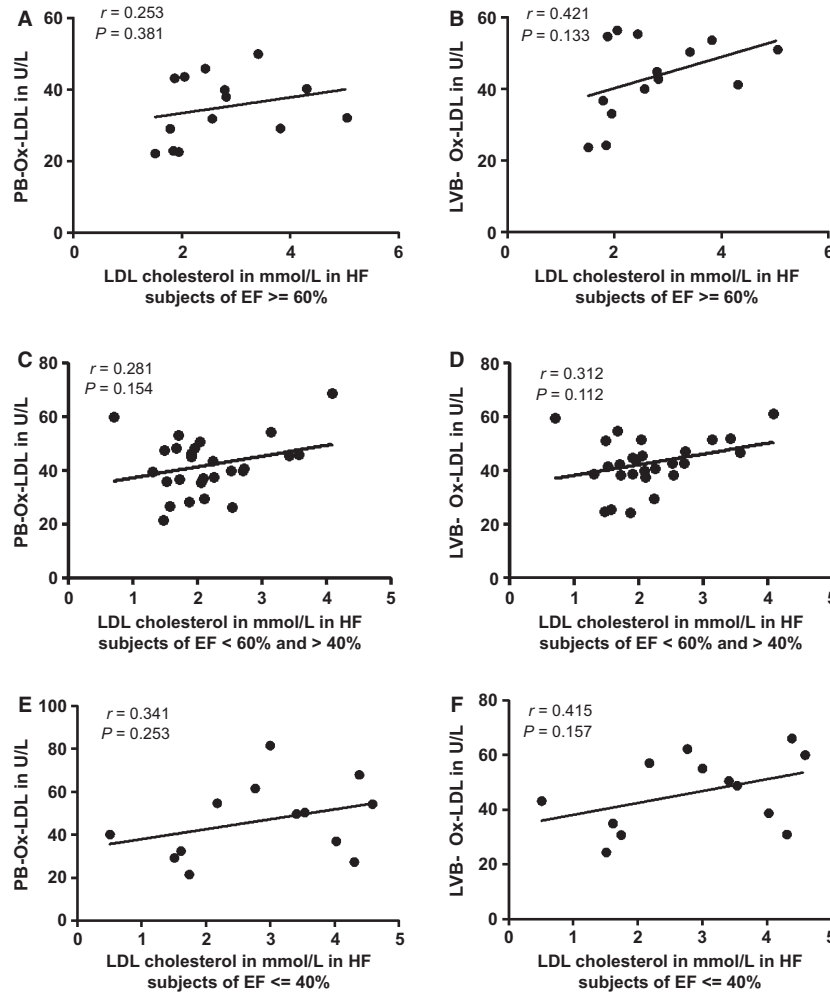 A
r = 0.253
P = 0.381
PB-Ox-LDL in U/L
60
40
20
0
0
2
4
6
LDL cholesterol in mmol/L in HF
subjects of EF >= 60%
B
r = 0.421
P = 0.133
LVB- Ox-LDL in U/L
60
40
20
0
0
2
4
6
LDL cholesterol in mmol/L in HF
subjects of EF >= 60%
C
r = 0.281
P = 0.154
PB-Ox-LDL in U/L
80
60
40
20
0
0
1
2
3
4
5
LDL cholesterol in mmol/L in HF
subjects of EF < 60% and > 40%
D
r = 0.312
P = 0.112
LVB- Ox-LDL in U/L
80
60
40
20
0
0
1
2
3
4
5
LDL cholesterol in mmol/L in HF
subjects of EF < 60% and > 40%
E
r = 0.341
P = 0.253
PB-Ox-LDL in U/L
100
80
60
40
20
0
0
1
2
3
4
5
LDL cholesterol in mmol/L in HF
subjects of EF <= 40%
F
r = 0.415
P = 0.157
LVB- Ox-LDL in U/L
80
60
40
20
0
0
1
2
3
4
5
LDL cholesterol in mmol/L in HF
subjects of EF <= 40%